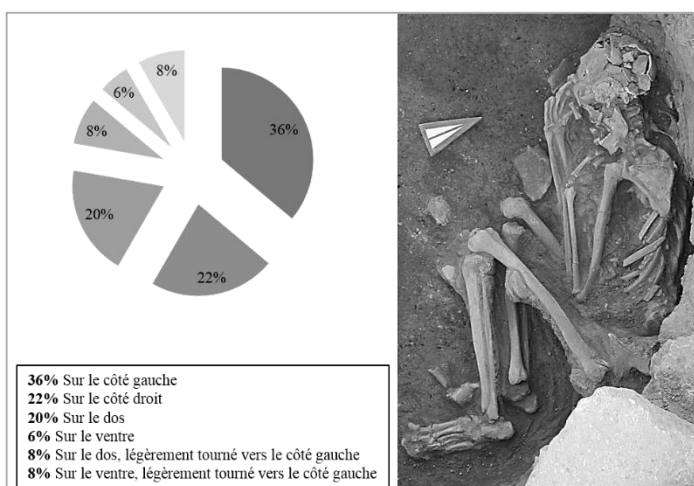 8%
6%
36%
8%
20%
22%
36% Sur le côté gauche
22% Sur le côté droit
20% Sur le dos
6% Sur le ventre
8% Sur le dos, légèrement tourné vers le côté gauche
8% Sur le ventre, légèrement tourné vers le côté gauche